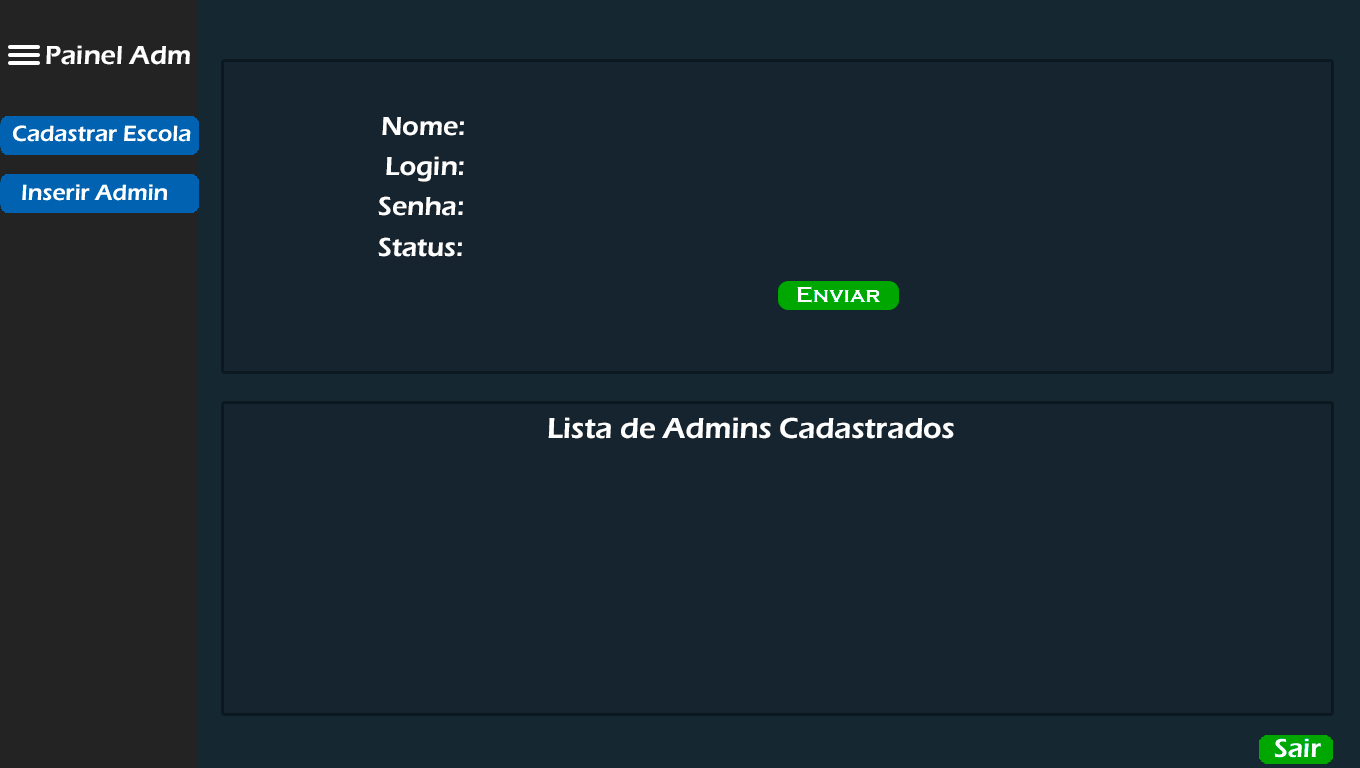 Painel Adm
Cadastrar Escola
Inserir Admin
Nome:
Login:
Senha:
Status:
Enviar
Lista de Admins Cadastrados
Sair